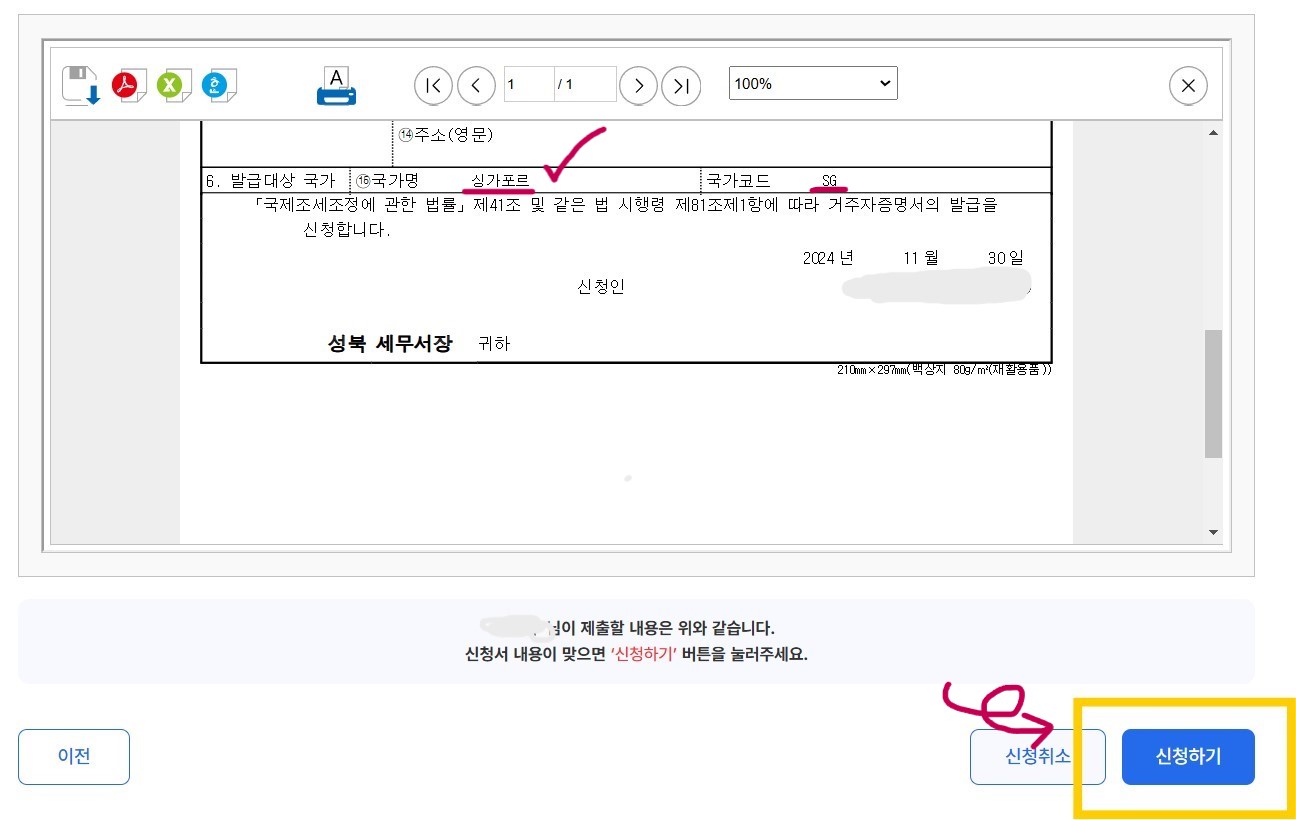 1 / 1 100%
⑭주소(영문)
6. 발급대상 국가 ⑮국가명 싱가포르 국가코드 SG
「국제조세조정에 관한 법률」제41조 및 같은 법 시행령 제81조제1항에 따라 거주자증명서의 발급을
신청합니다.
2024 년 11 월 30 일
신청인
성북 세무서장 귀하
210㎜×297㎜(백상지 80g/㎡(재활용품))
님이 제출할 내용은 위와 같습니다.
신청서 내용이 맞으면 '신청하기' 버튼을 눌러주세요.
이전 신청취소 신청하기